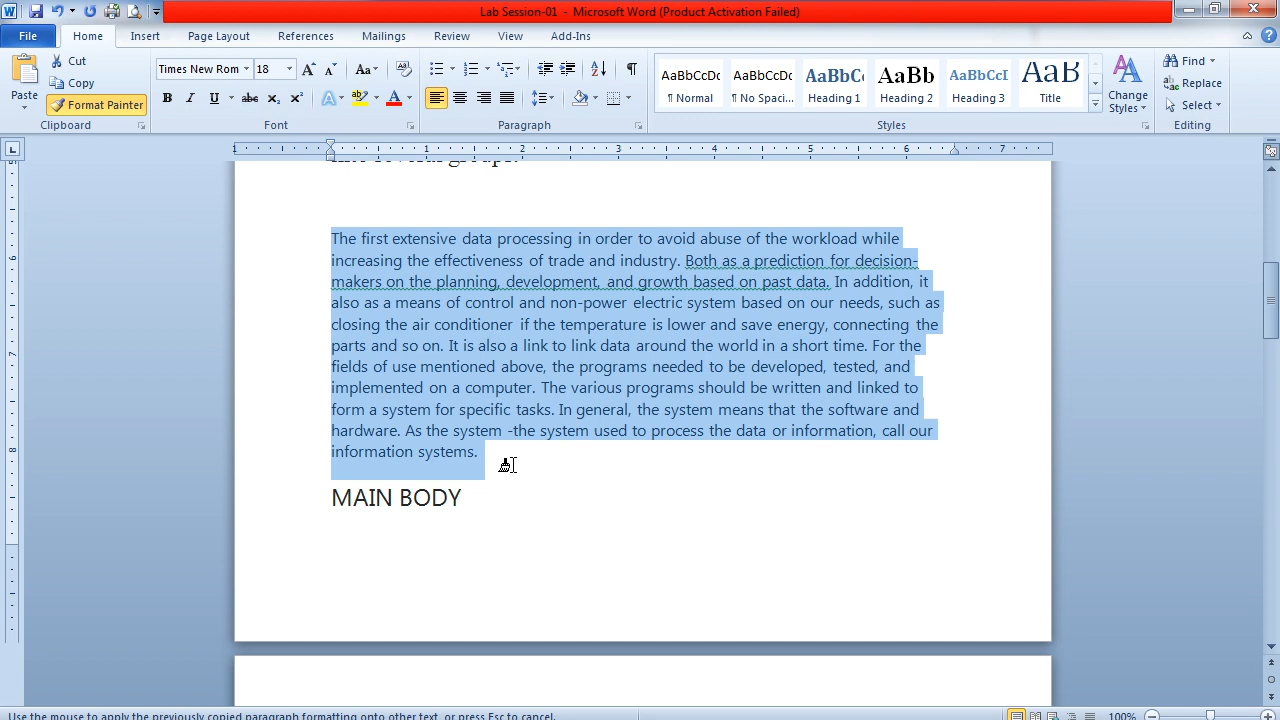 Lab Session-01 - Microsoft Word (Product Activation Failed)
File Home Insert Page Layout References Mailings Review View Add-Ins
Paste
Cut
Copy
Format Painter
Clipboard
Times New Rom 18
Font
Paragraph
AaBbCcDc AaBbCcDc AaBbCc AaBbC AaBbCcI AaB
¶ Normal ¶ No Spaci... Heading 1 Heading 2 Heading 3 Title
Change Styles
Styles
Find
Replace
Select
Editing
1 1 2 3 4 5 6 7
The first extensive data processing in order to avoid abuse of the workload while
increasing the effectiveness of trade and industry. Both as a prediction for decision-
makers on the planning, development, and growth based on past data. In addition, it
also as a means of control and non-power electric system based on our needs, such as
closing the air conditioner if the temperature is lower and save energy, connecting the
parts and so on. It is also a link to link data around the world in a short time. For the
fields of use mentioned above, the programs needed to be developed, tested, and
implemented on a computer. The various programs should be written and linked to
form a system for specific tasks. In general, the system means that the software and
hardware. As the system -the system used to process the data or information, call our
information systems.
MAIN BODY
Use the mouse to apply the previously copied paragraph formatting onto other text, or press Esc to cancel.
100%